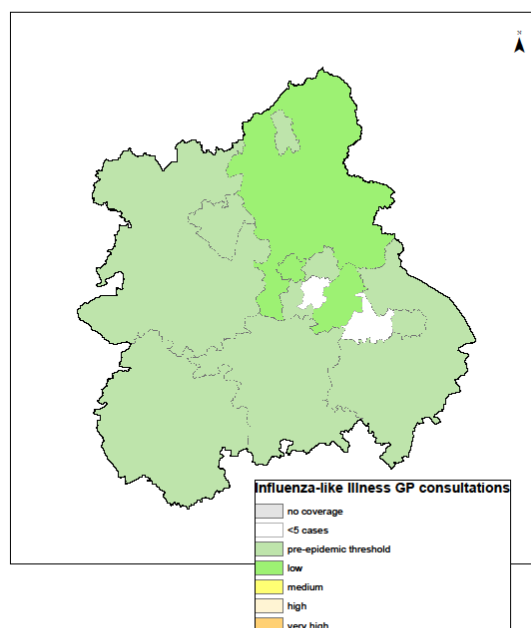 N
Influenza-like Illness GP consultations
no coverage
<5 cases
pre-epidemic threshold
low
medium
high
very high